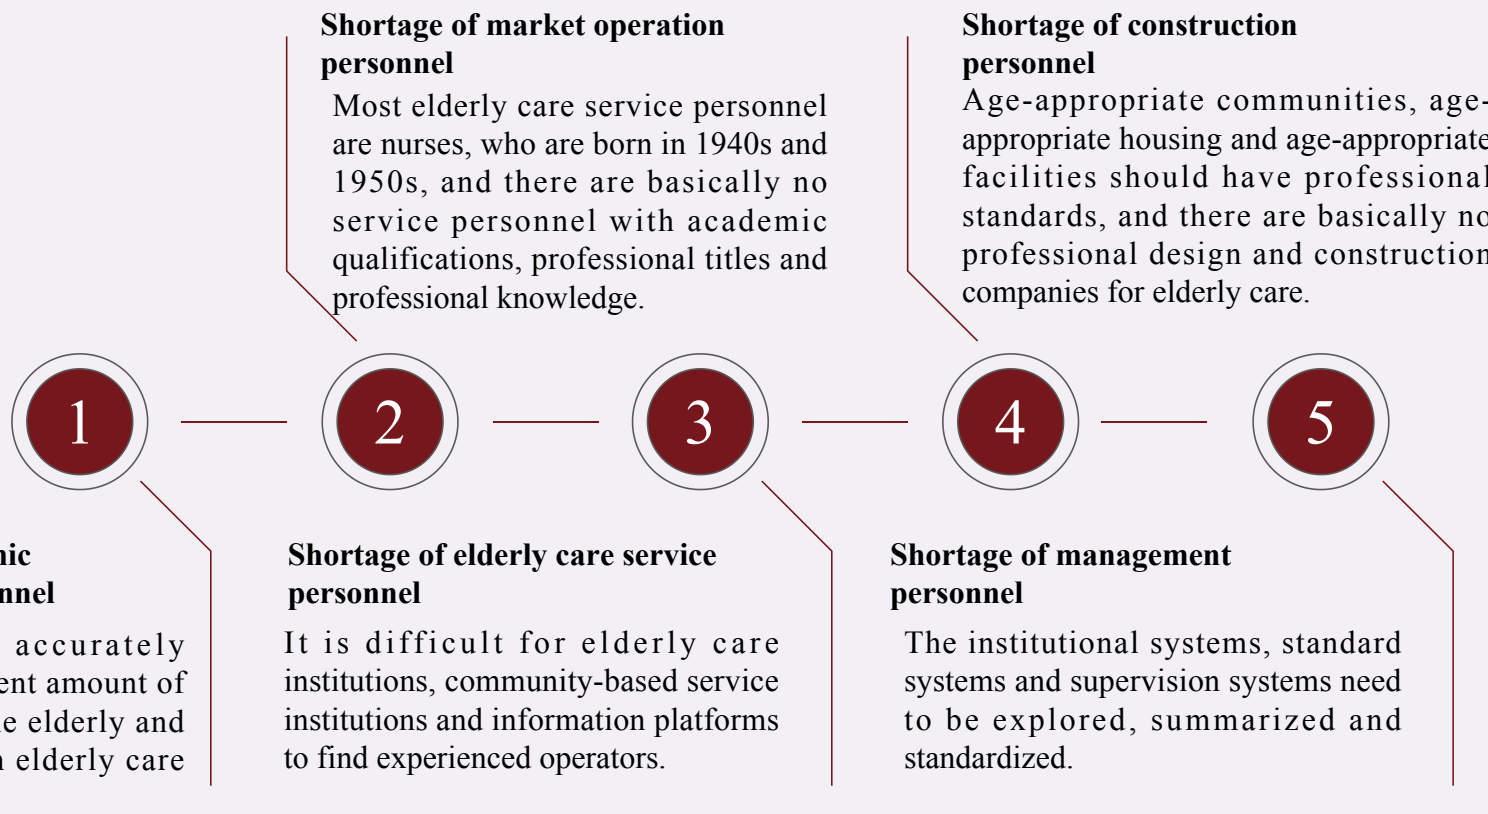 Shortage of market operation
personnel
Most elderly care service personnel
are nurses, who are born in 1940s and
1950s, and there are basically no
service personnel with academic
qualifications, professional titles and
professional knowledge.
Shortage of construction
personnel
Age-appropriate communities, age-
appropriate housing and age-appropriate
facilities should have professional
standards, and there are basically no
professional design and construction
companies for elderly care.
1
2
3
4
5
accurately
amount of
elderly and
elderly care
Shortage of elderly care service
personnel
It is difficult for elderly care
institutions, community-based service
institutions and information platforms
to find experienced operators.
Shortage of management
personnel
The institutional systems, standard
systems and supervision systems need
to be explored, summarized and
standardized.